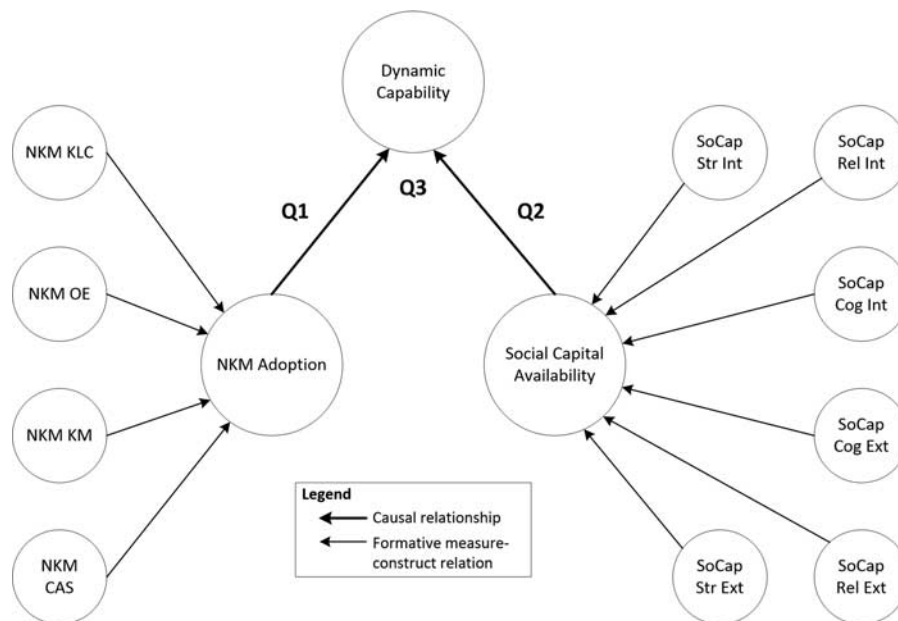 Dynamic
Capability
NKM KLC
SoCap
Str Int
SoCap
Rel Int
Q1
Q3
Q2
NKM OE
SoCap
Cog Int
NKM Adoption
Social Capital
Availability
NKM KM
SoCap
Cog Ext
Legend
Causal relationship
Formative measure-
construct relation
NKM
CAS
SoCap
Str Ext
SoCap
Rel Ext